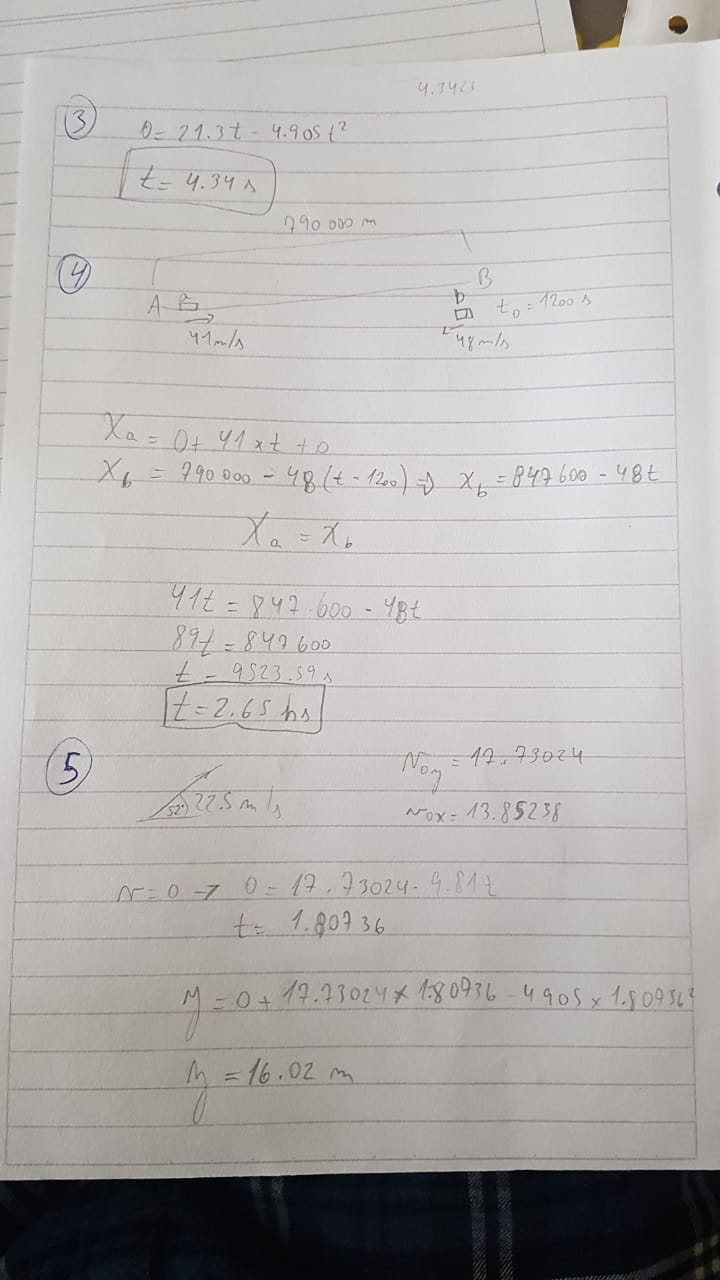 4.342s
③ 0 = 21.3t - 4.905t²
t = 4.34 s
790 000 m
④
A
B
t₀ = 1200 s
41 m/s
48 m/s
Xa = 0 + 41 × t + 0
Xb = 790 000 - 48(t - 1200) ⇒ Xb = 847 600 - 48t
Xa = Xb
41t = 847.600 - 48t
89t = 847 600
t = 9523.59 s
t = 2.65 hs
⑤
52° 22.5 m/s
v₀y = 17.73024
v₀x = 13.85238
v = 0 → 0 = 17.73024 - 9.81t
t = 1.80736
y = 0 + 17.73024 × 1.80736 - 4.905 × 1.80736²
y = 16.02 m